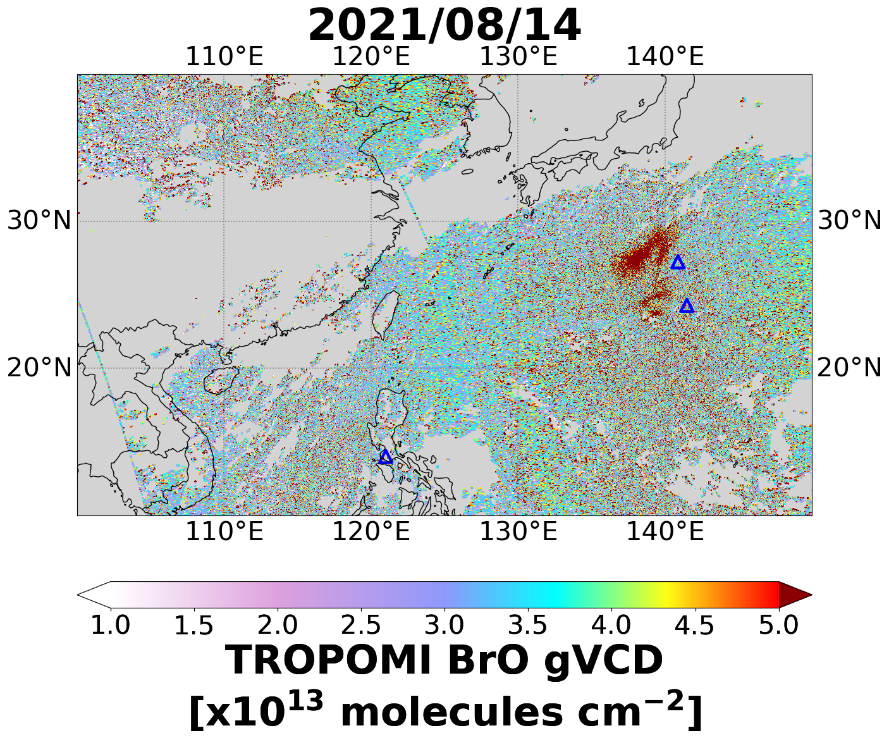 2021/08/14
110°E 120°E 130°E 140°E
30°N 30°N
20°N 20°N
110°E 120°E 130°E 140°E
1.0 1.5 2.0 2.5 3.0 3.5 4.0 4.5 5.0
TROPOMI BrO gVCD
[x10¹³ molecules cm⁻²]